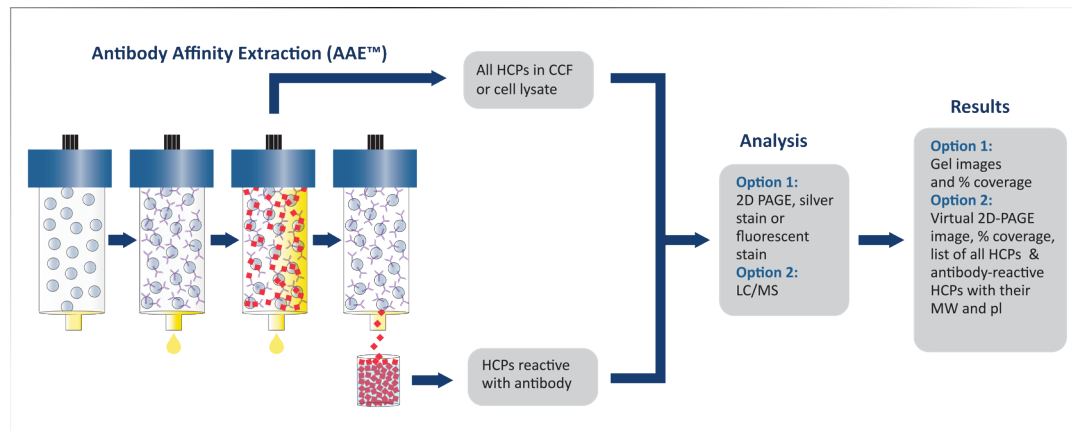 Antibody Affinity Extraction (AAE™)
All HCPs in CCF
or cell lysate
HCPs reactive
with antibody
Analysis
Option 1:
2D PAGE, silver
stain or
fluorescent
stain
Option 2:
LC/MS
Results
Option 1:
Gel images
and % coverage
Option 2:
Virtual 2D-PAGE
image, % coverage,
list of all HCPs &
antibody-reactive
HCPs with their
MW and pI